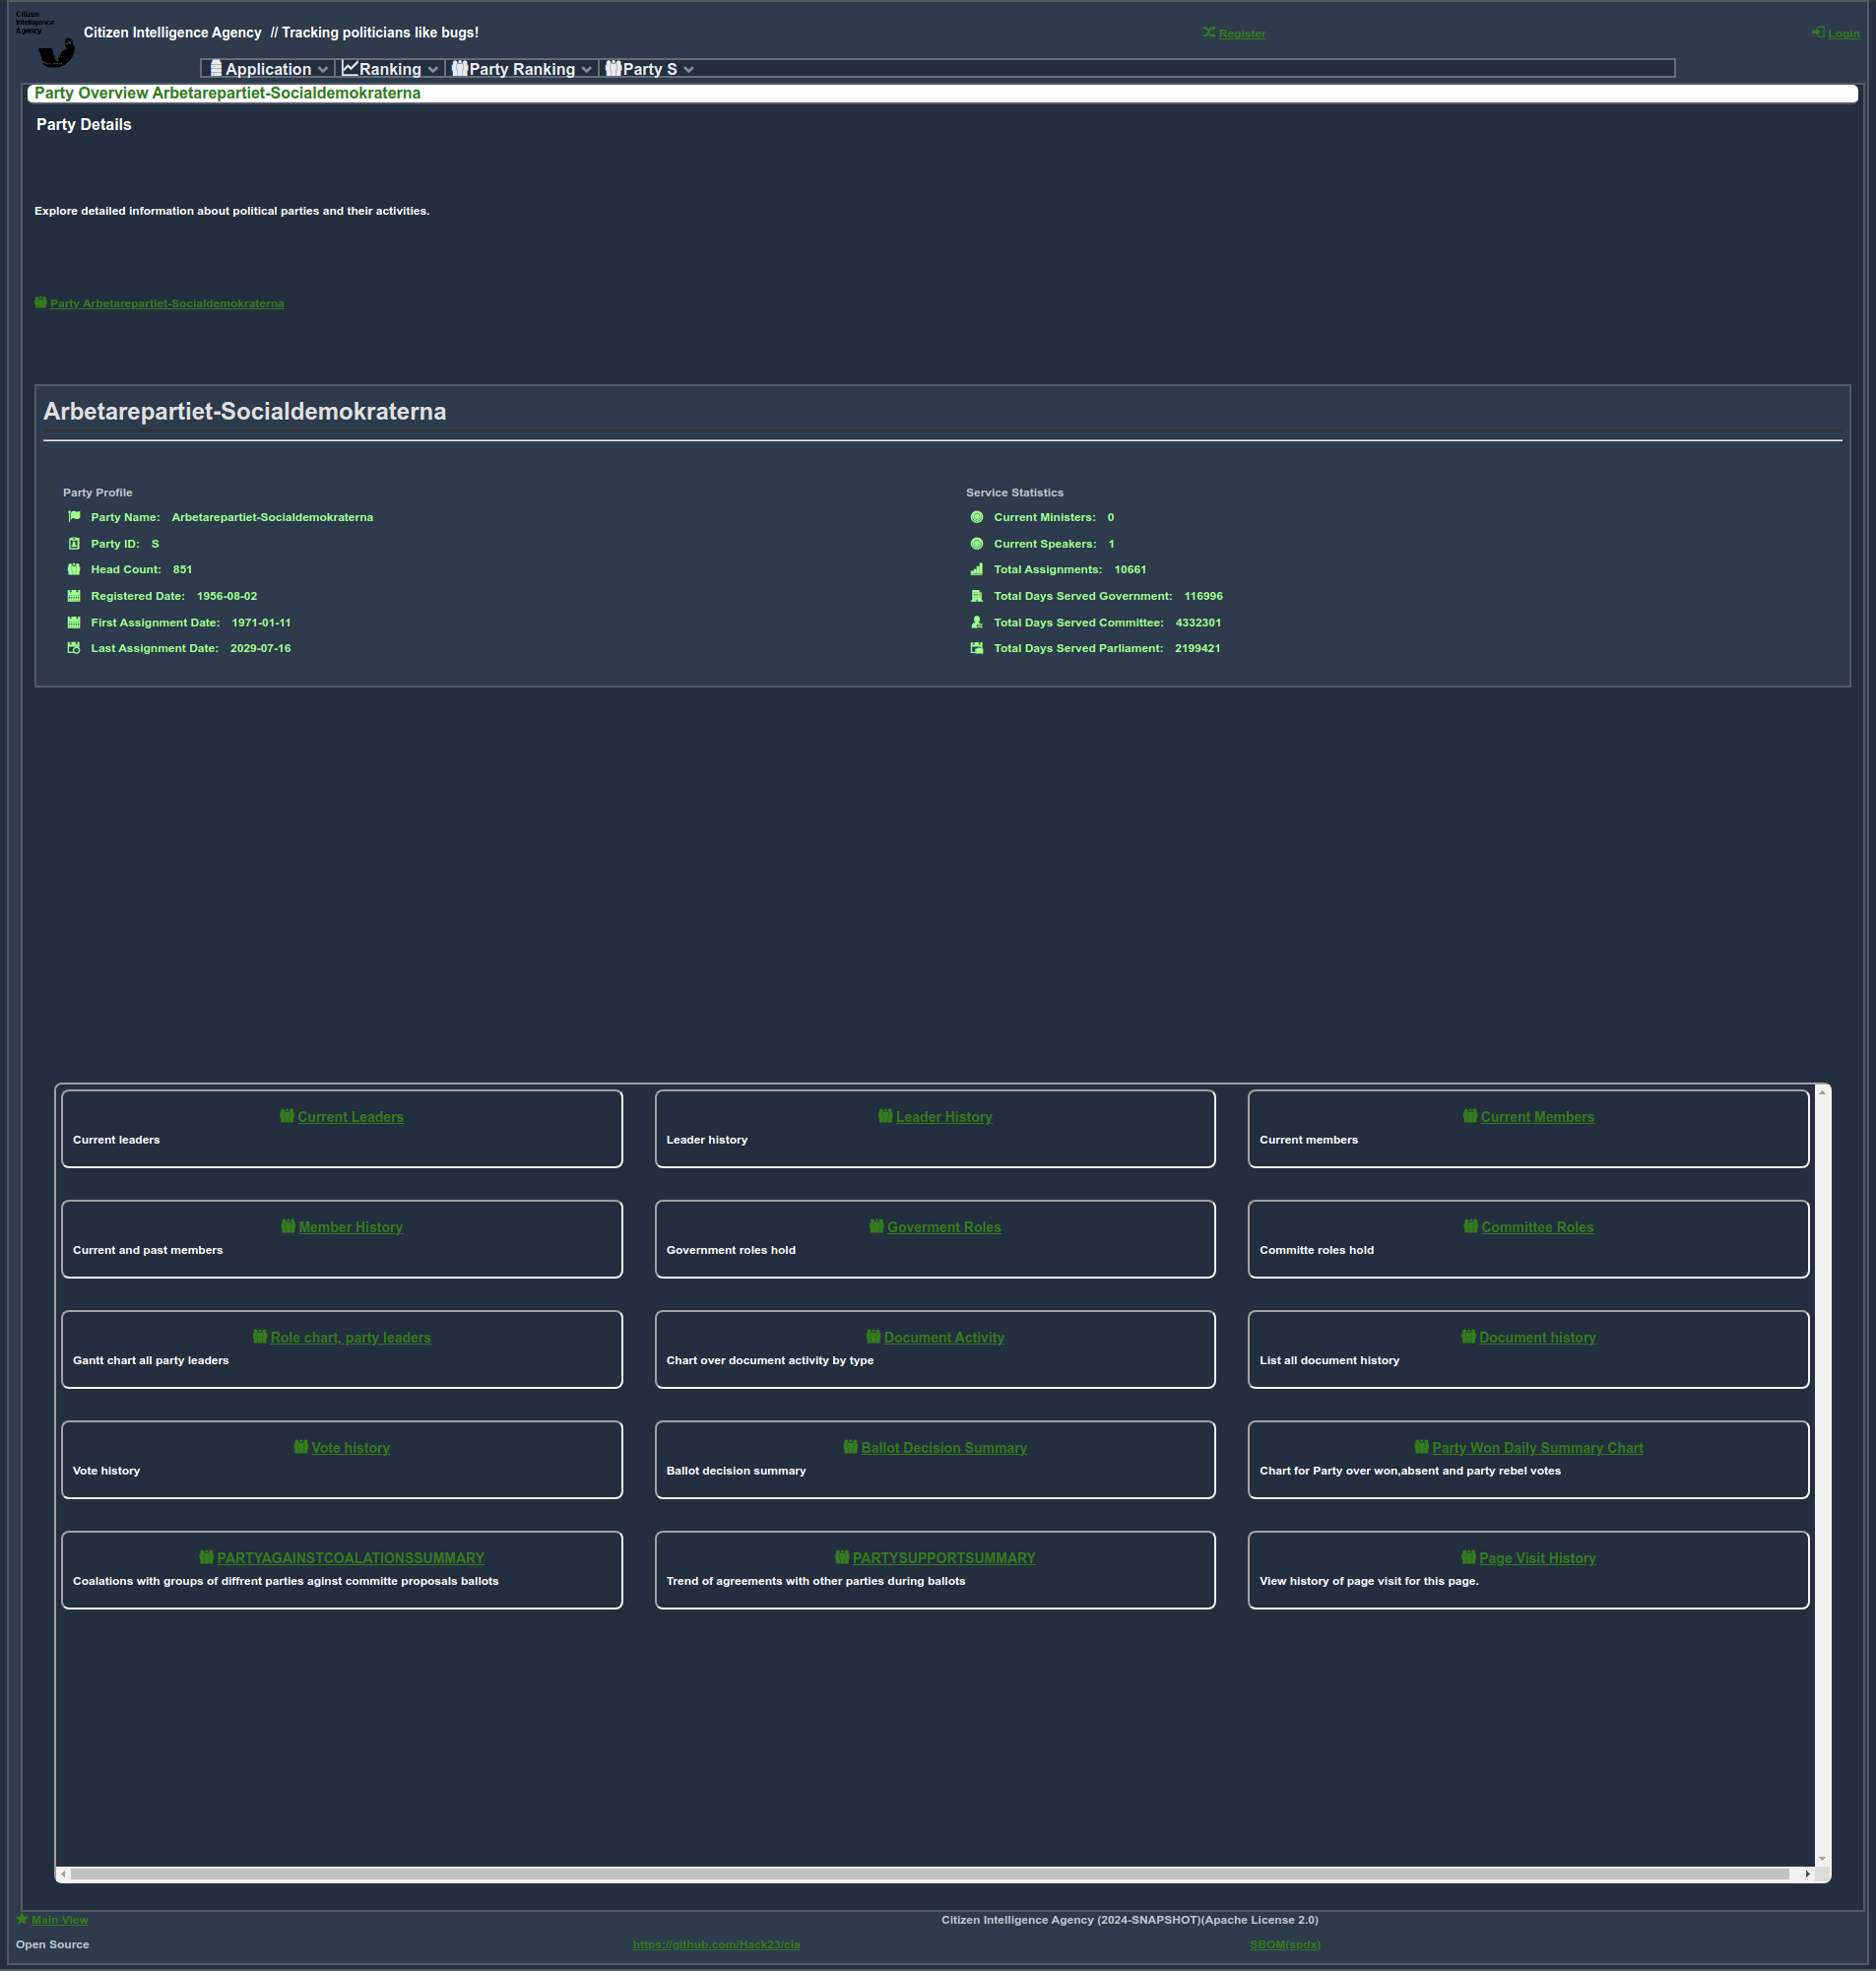 Citizen
Intelligence
Agency
Citizen Intelligence Agency // Tracking politicians like bugs!
Register
Login
Application
Ranking
Party Ranking
Party S
Party Overview Arbetarepartiet-Socialdemokraterna
Party Details
Explore detailed information about political parties and their activities.
Party Arbetarepartiet-Socialdemokraterna
Arbetarepartiet-Socialdemokraterna
Party Profile
Party Name: Arbetarepartiet-Socialdemokraterna
Party ID: S
Head Count: 851
Registered Date: 1956-08-02
First Assignment Date: 1971-01-11
Last Assignment Date: 2029-07-16
Service Statistics
Current Ministers: 0
Current Speakers: 1
Total Assignments: 10661
Total Days Served Government: 116996
Total Days Served Committee: 4332301
Total Days Served Parliament: 2199421
Current Leaders
Current leaders
Leader History
Leader history
Current Members
Current members
Member History
Current and past members
Goverment Roles
Government roles hold
Committee Roles
Committe roles hold
Role chart, party leaders
Gantt chart all party leaders
Document Activity
Chart over document activity by type
Document history
List all document history
Vote history
Vote history
Ballot Decision Summary
Ballot decision summary
Party Won Daily Summary Chart
Chart for Party over won,absent and party rebel votes
PARTYAGAINSTCOALATIONSSUMMARY
Coalations with groups of diffrent parties aginst committe proposals ballots
PARTYSUPPORTSUMMARY
Trend of agreements with other parties during ballots
Page Visit History
View history of page visit for this page.
Main View
Citizen Intelligence Agency (2024-SNAPSHOT)(Apache License 2.0)
Open Source
https://github.com/Hack23/cia
SBOM(spdx)